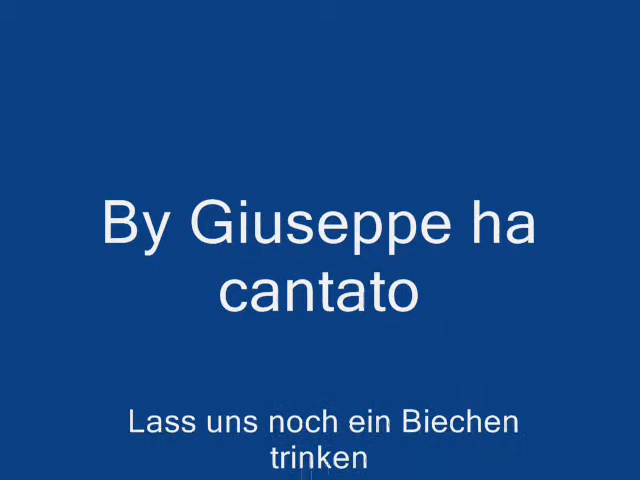 By Giuseppe ha
cantato
Lass uns noch ein Biechen
trinken